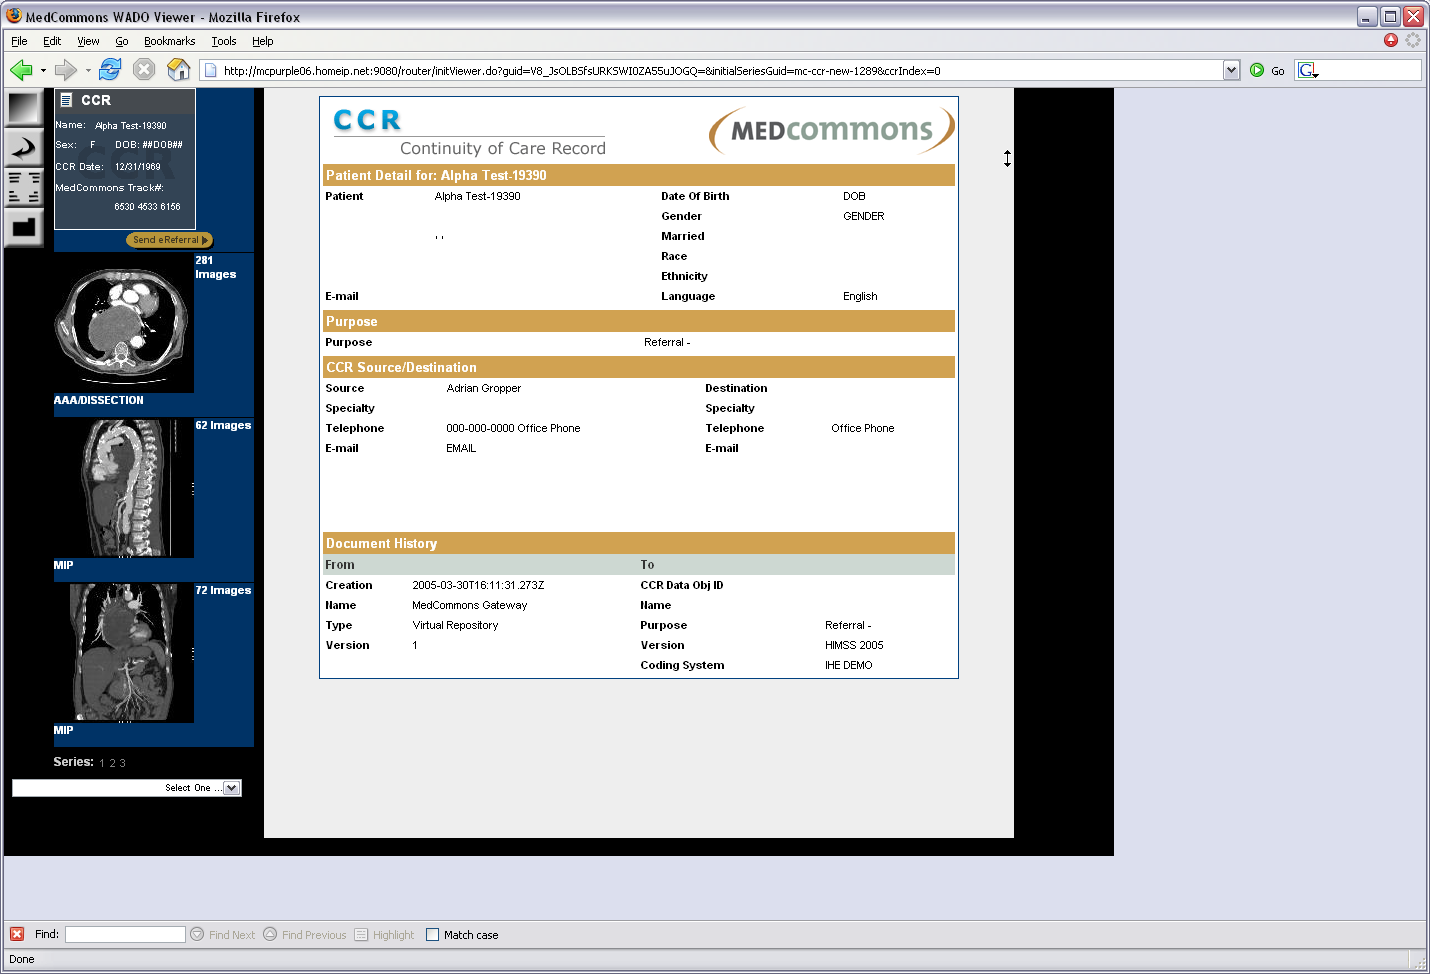 MedCommons WADO Viewer - Mozilla Firefox
File Edit View Go Bookmarks Tools Help
http://mcpurple06.homeip.net:9080/router/initViewer.do?guid=V8_JsOLBSfsURKSWI0ZA55uJOGQ=&initialSeriesGuid=mc-ccr-new-1289&ccrIndex=0
Go
G
CCR
Name: Alpha Test-19390
Sex: F DOB: ##DOB##
CCR Date: 12/31/1969
MedCommons Track#:
6530 4533 6156
Send eReferral
281
Images
AAA/DISSECTION
62 Images
MIP
72 Images
MIP
Series: 1 2 3
Select One ...
CCR
Continuity of Care Record
MEDcommons
Patient Detail for: Alpha Test-19390
Patient Alpha Test-19390 Date Of Birth DOB
Gender GENDER
, , Married
Race
Ethnicity
E-mail Language English
Purpose
Purpose Referral -
CCR Source/Destination
Source Adrian Gropper Destination
Specialty Specialty
Telephone 000-000-0000 Office Phone Telephone Office Phone
E-mail EMAIL E-mail
Document History
From To
Creation 2005-03-30T16:11:31.273Z CCR Data Obj ID
Name MedCommons Gateway Name
Type Virtual Repository Purpose Referral -
Version 1 Version HIMSS 2005
Coding System IHE DEMO
Find: Find Next Find Previous Highlight Match case
Done